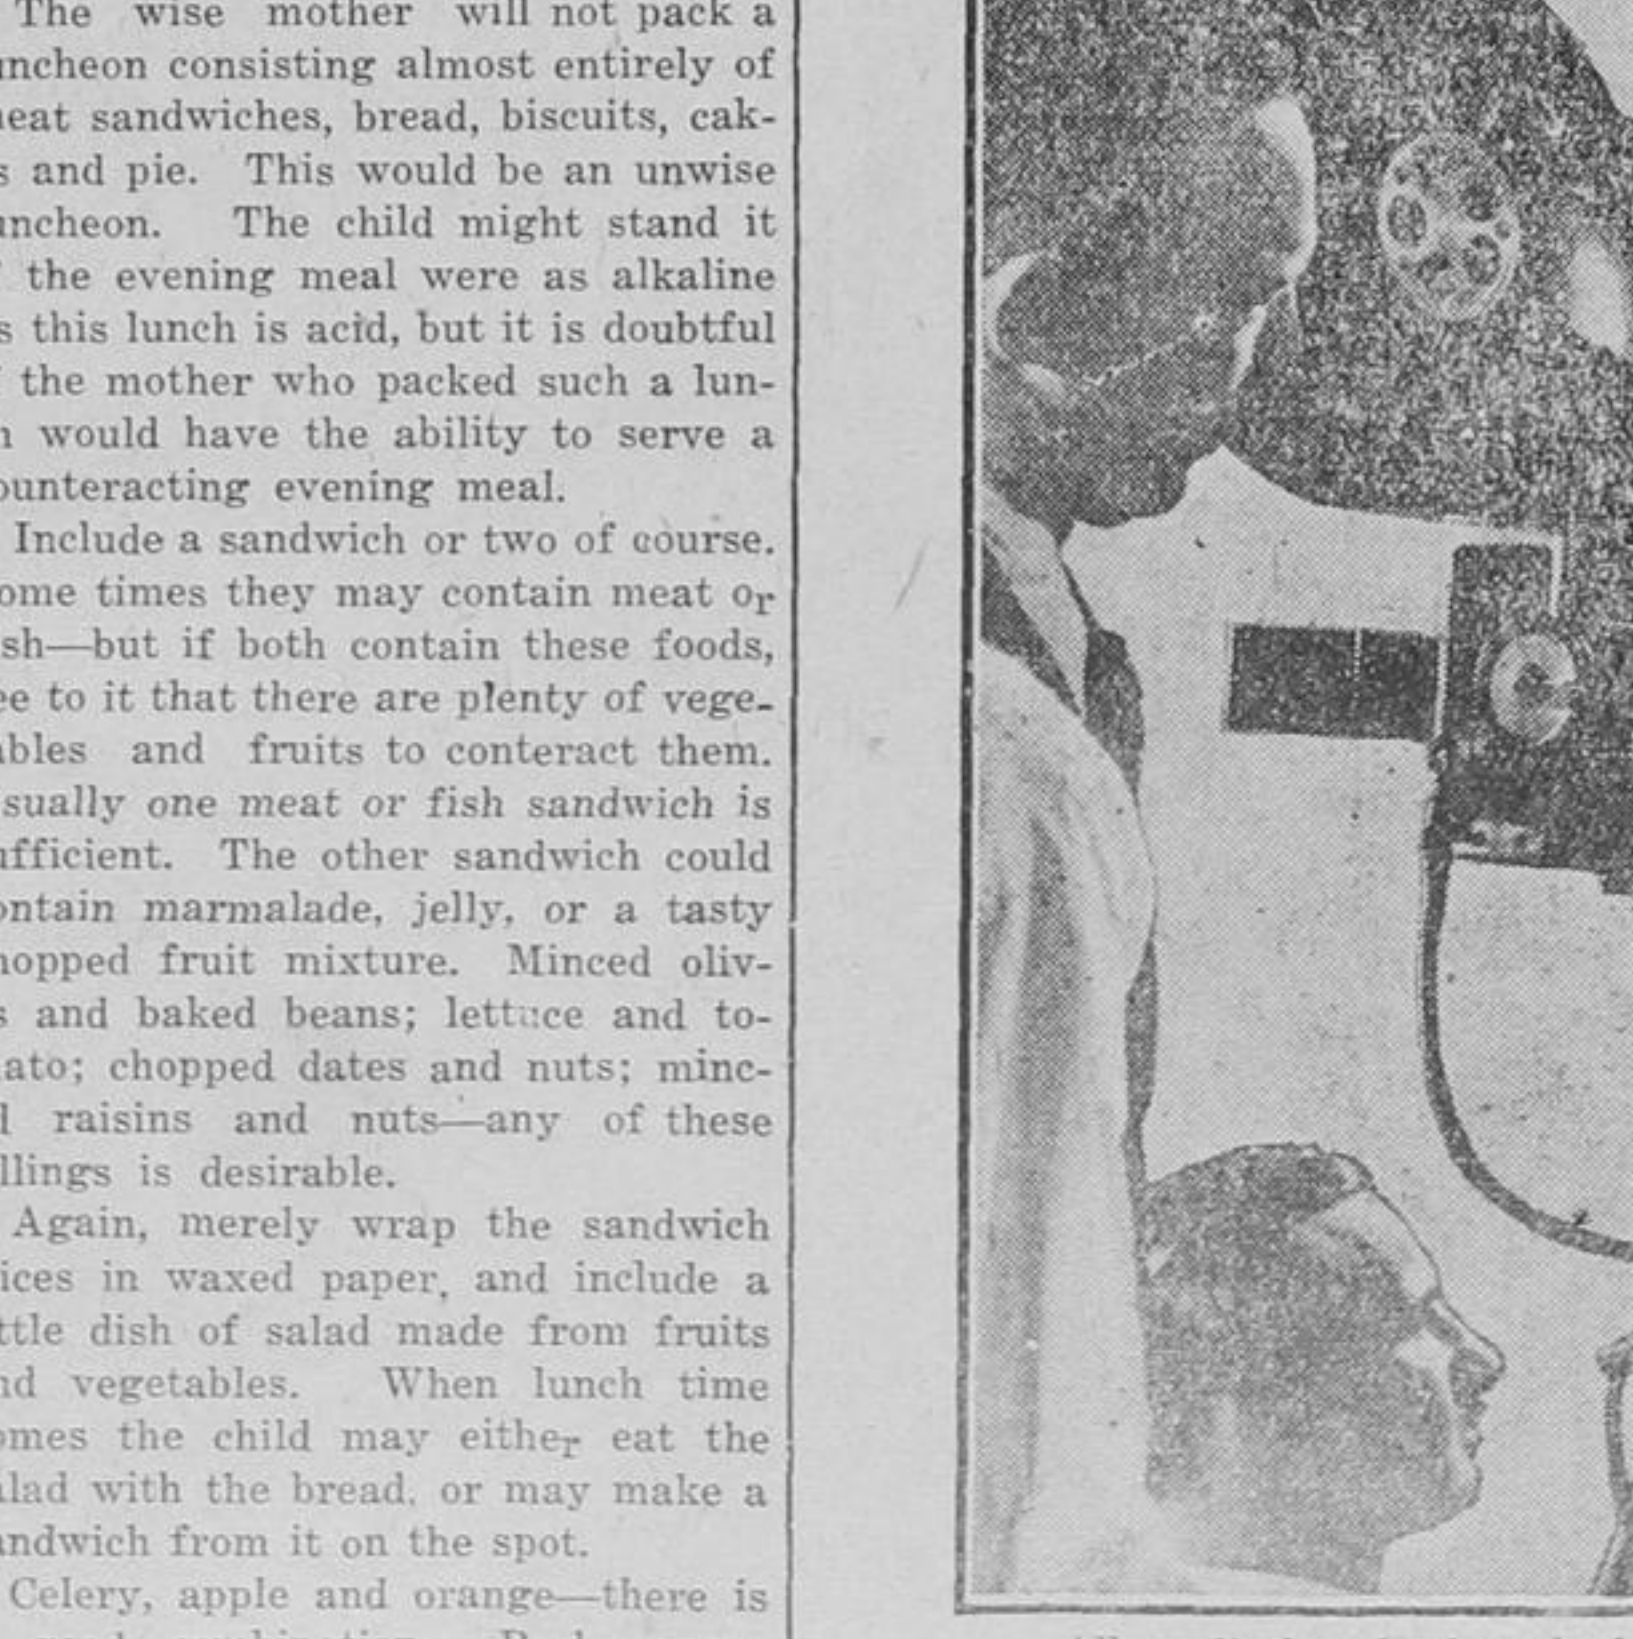 The wise mother will not pack a
uncheon consisting almost entirely of
eat sandwiches, bread, biscuits, cak-
s and pie. This would be an unwise
uncheon. The child might stand it
the evening meal were as alkaline
s this lunch is acid, but it is doubtful
the mother who packed such a lun-
would have the ability to serve a
ounteracting evening meal.
Include a sandwich or two of course.
ome times they may contain meat or
sh—but if both contain these foods,
ee to it that there are plenty of vege-
ables and fruits to conteract them.
sually one meat or fish sandwich is
ufficient. The other sandwich could
ontain marmalade, jelly, or a tasty
hopped fruit mixture. Minced oliv-
s and baked beans; lettuce and to-
ato; chopped dates and nuts; minc-
d raisins and nuts—any of these
llings is desirable.
Again, merely wrap the sandwich
ices in waxed paper, and include a
ttle dish of salad made from fruits
nd vegetables. When lunch time
omes the child may either eat the
alad with the bread, or may make a
andwich from it on the spot.
Celery, apple and orange—there is